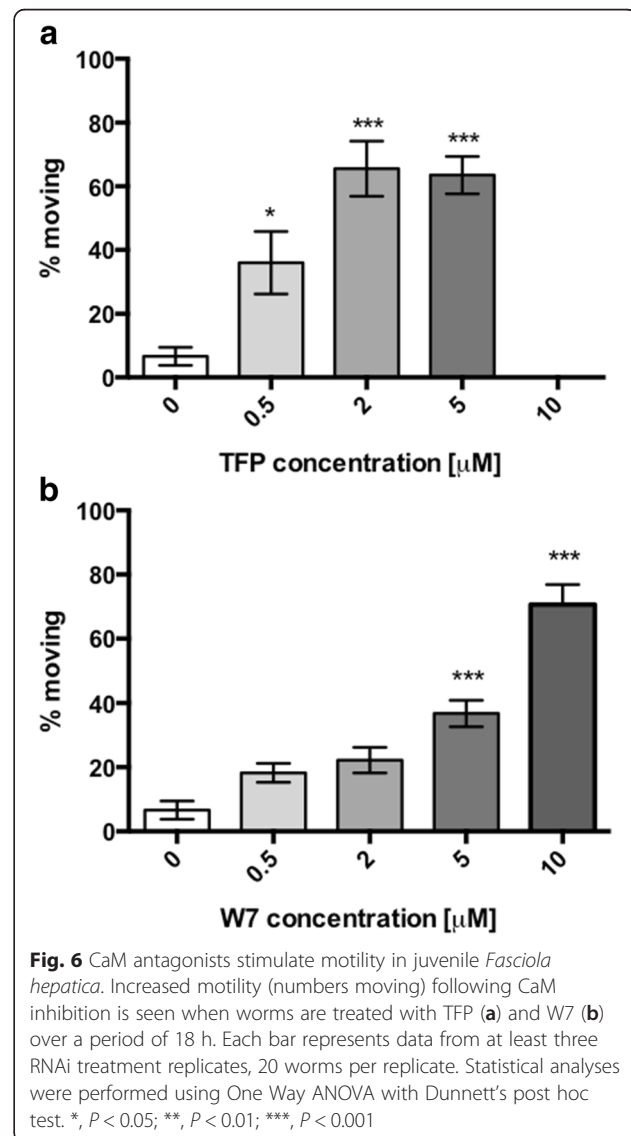 a
100
80
60
40
20
0
% moving
*
***
***
0
0.5
2
5
10
TFP concentration [μM]
b
100
80
60
40
20
0
% moving
***
***
0
0.5
2
5
10
W7 concentration [μM]
Fig. 6 CaM antagonists stimulate motility in juvenile Fasciola
hepatica. Increased motility (numbers moving) following CaM
inhibition is seen when worms are treated with TFP (a) and W7 (b)
over a period of 18 h. Each bar represents data from at least three
RNAi treatment replicates, 20 worms per replicate. Statistical analyses
were performed using One Way ANOVA with Dunnett's post hoc
test. *, P < 0.05; **, P < 0.01; ***, P < 0.001